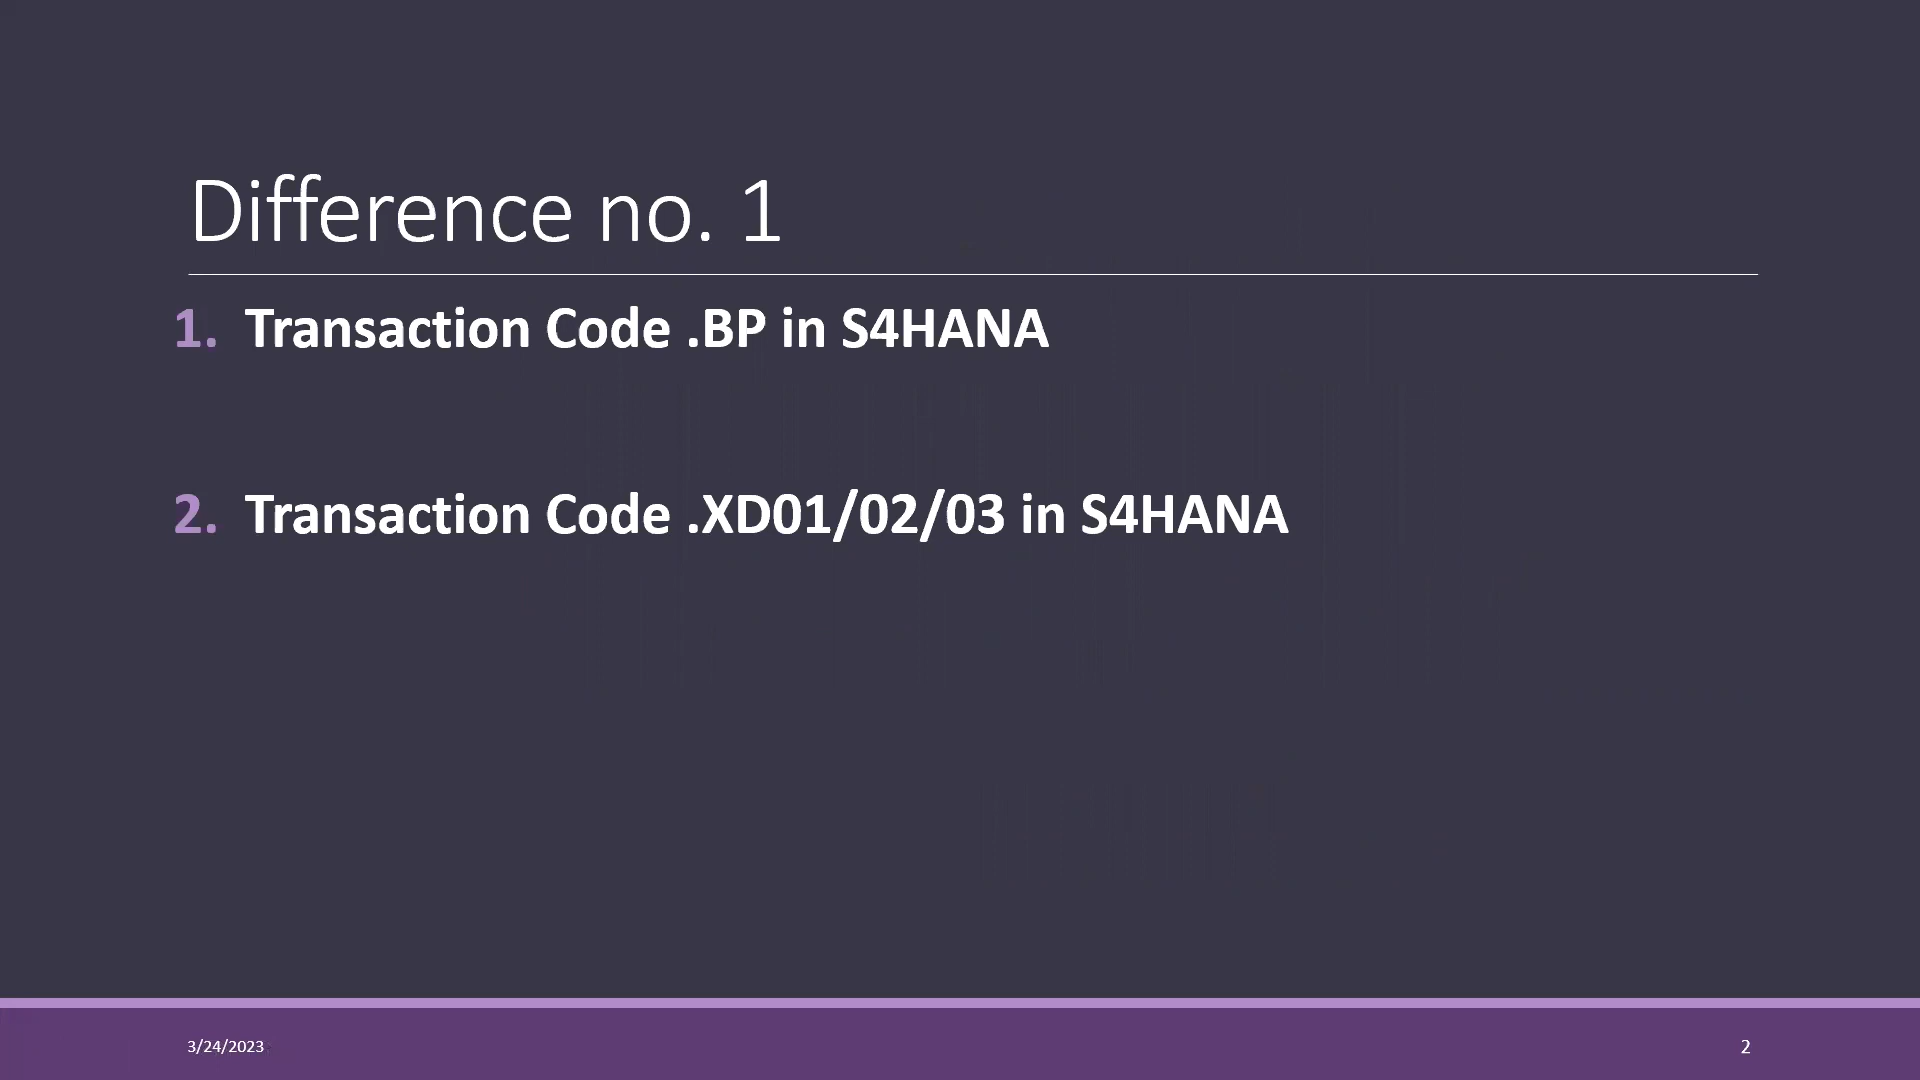 Difference no. 1
1. Transaction Code .BP in S4HANA
2. Transaction Code .XD01/02/03 in S4HANA
3/24/2023
2